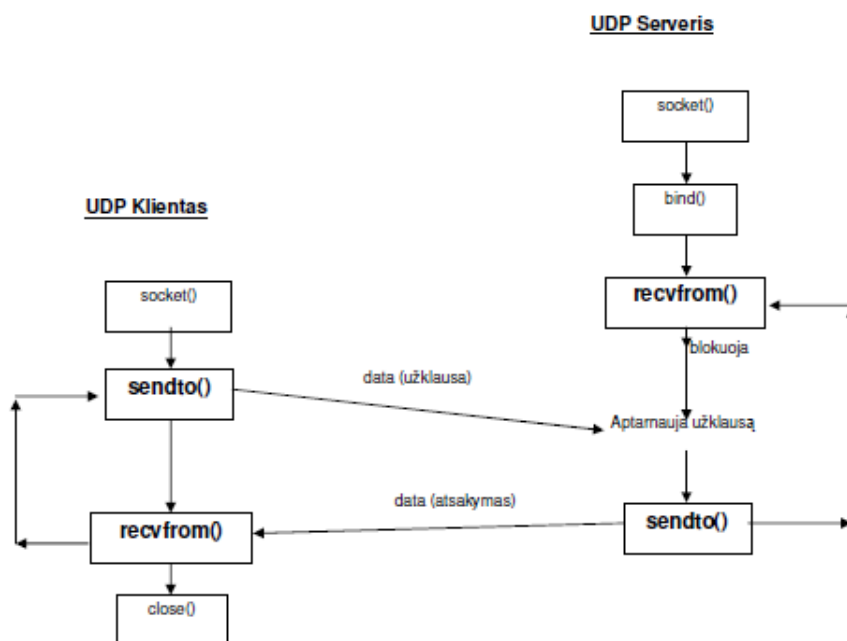 UDP Serveris
socket()
bind()
UDP Klientas
recvfrom()
socket()
blokuoja
data (užklausa)
sendto()
Aptarnauja užklausą
data (atsakymas)
sendto()
recvfrom()
close()